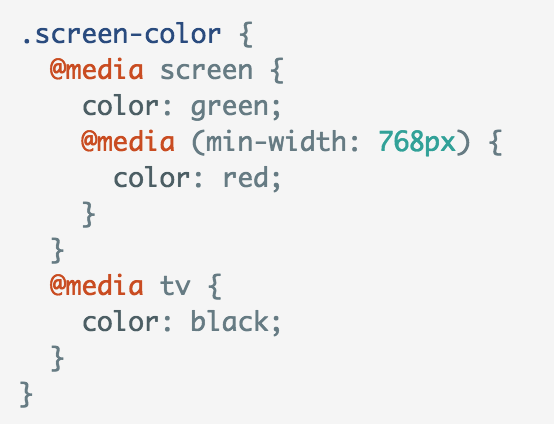 .screen-color {
  @media screen {
    color: green;
    @media (min-width: 768px) {
      color: red;
    }
  }
  @media tv {
    color: black;
  }
}